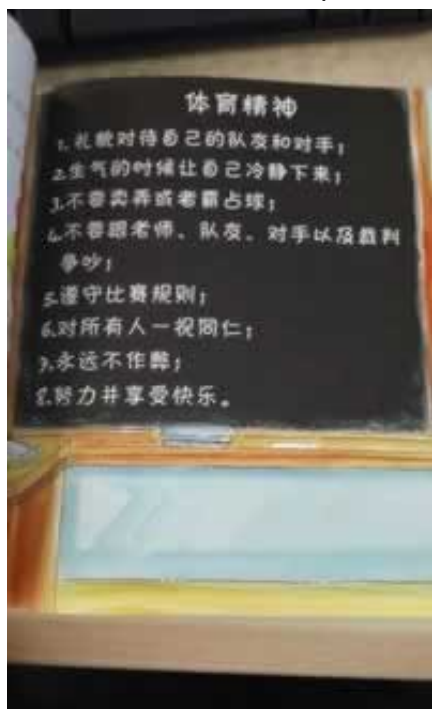 体育精神
1.礼貌对待自己的队友和对手；
2.生气的时候让自己冷静下来；
3.不要卖弄或者霸占球；
4.不要跟老师、队友、对手以及裁判
争吵；
5.遵守比赛规则；
6.对所有人一视同仁；
7.永远不作弊；
8.努力并享受快乐。